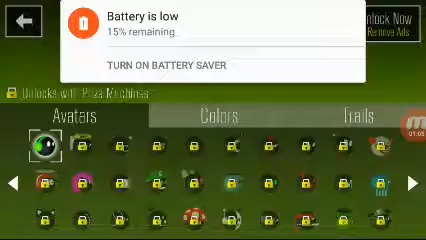 Battery is low
15% remaining
TURN ON BATTERY SAVER
Unlock Now
Remove Ads
Unlocks with Buzz Machines
Avatars
Colors
Trails